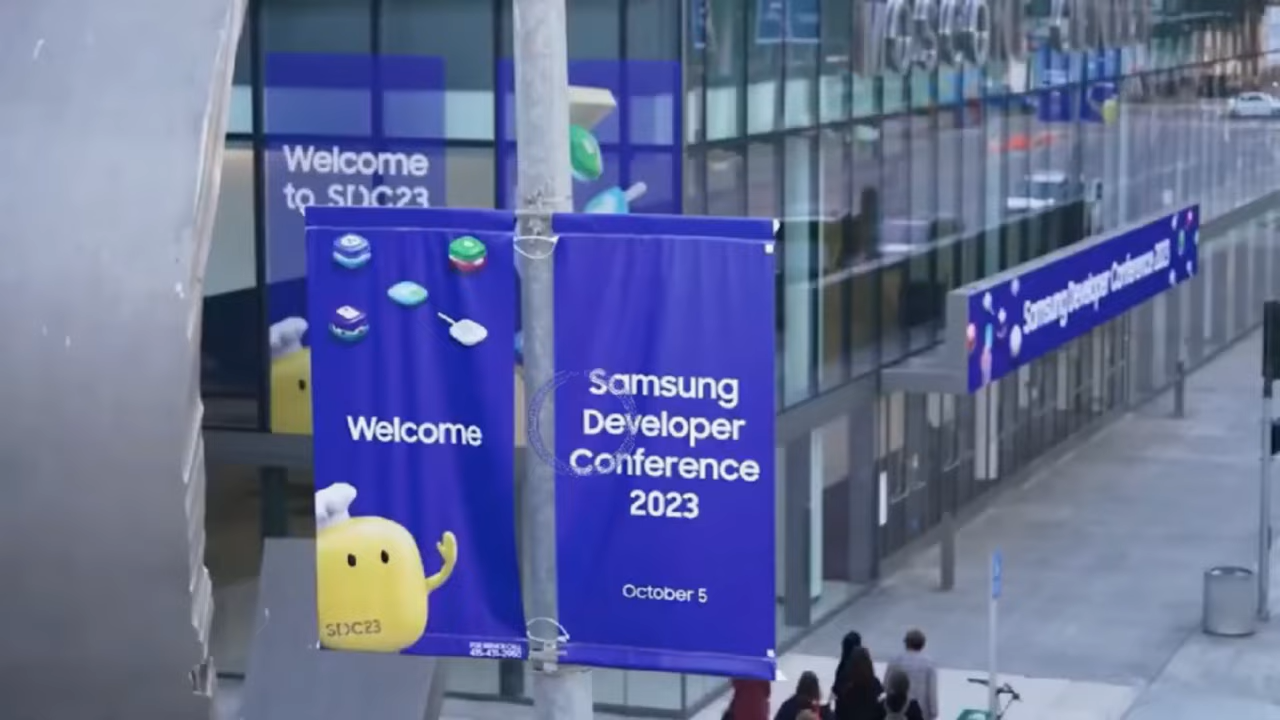 Welcome
to SDC23
Welcome
SDC23
Samsung
Developer
Conference
2023
October 5
Samsung Developer Conference 2023